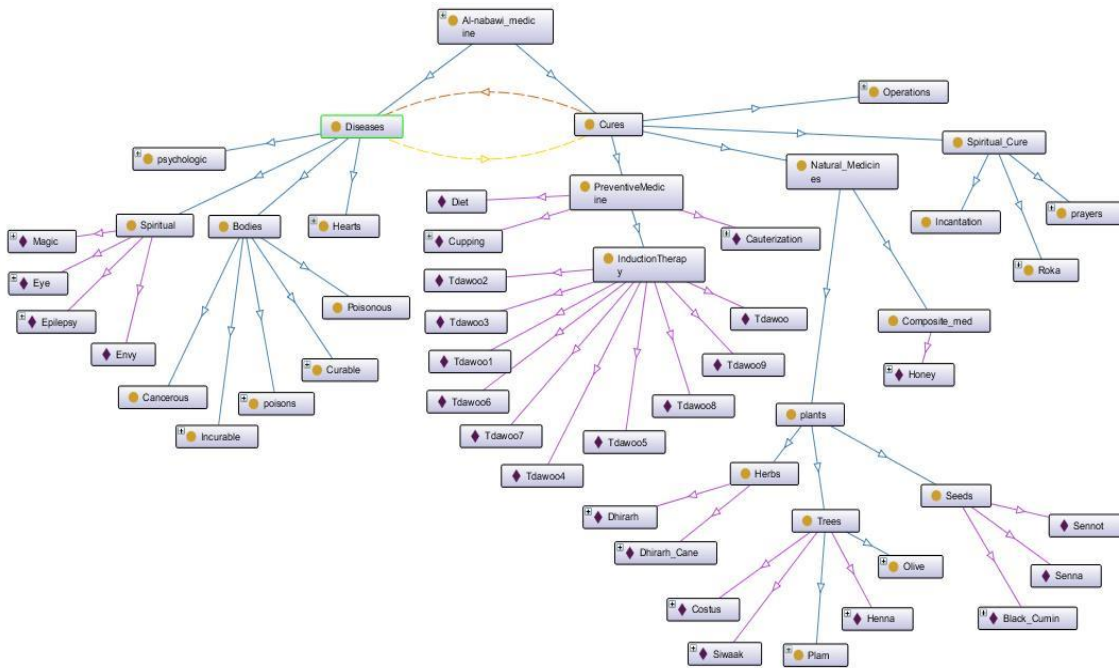 Al-nabawi_medic
ine
Operations
Diseases
Cures
psychologic
Spiritual_Cure
Natural_Medicin
es
PreventiveMedic
ine
Diet
Spiritual
Bodies
Hearts
Incantation
prayers
Magic
Cupping
Cauterization
InductionTherap
y
Roka
Eye
Tdawoo2
Poisonous
Epilepsy
Tdawoo3
Tdawoo
Composite_med
Envy
Tdawoo1
Tdawoo9
Curable
Honey
Cancerous
poisons
Tdawoo6
Tdawoo8
plants
Incurable
Tdawoo7
Tdawoo5
Tdawoo4
Herbs
Seeds
Dhirarh
Trees
Sennot
Dhirarh_Cane
Olive
Senna
Costus
Henna
Black_Cumin
Siwaak
Plam